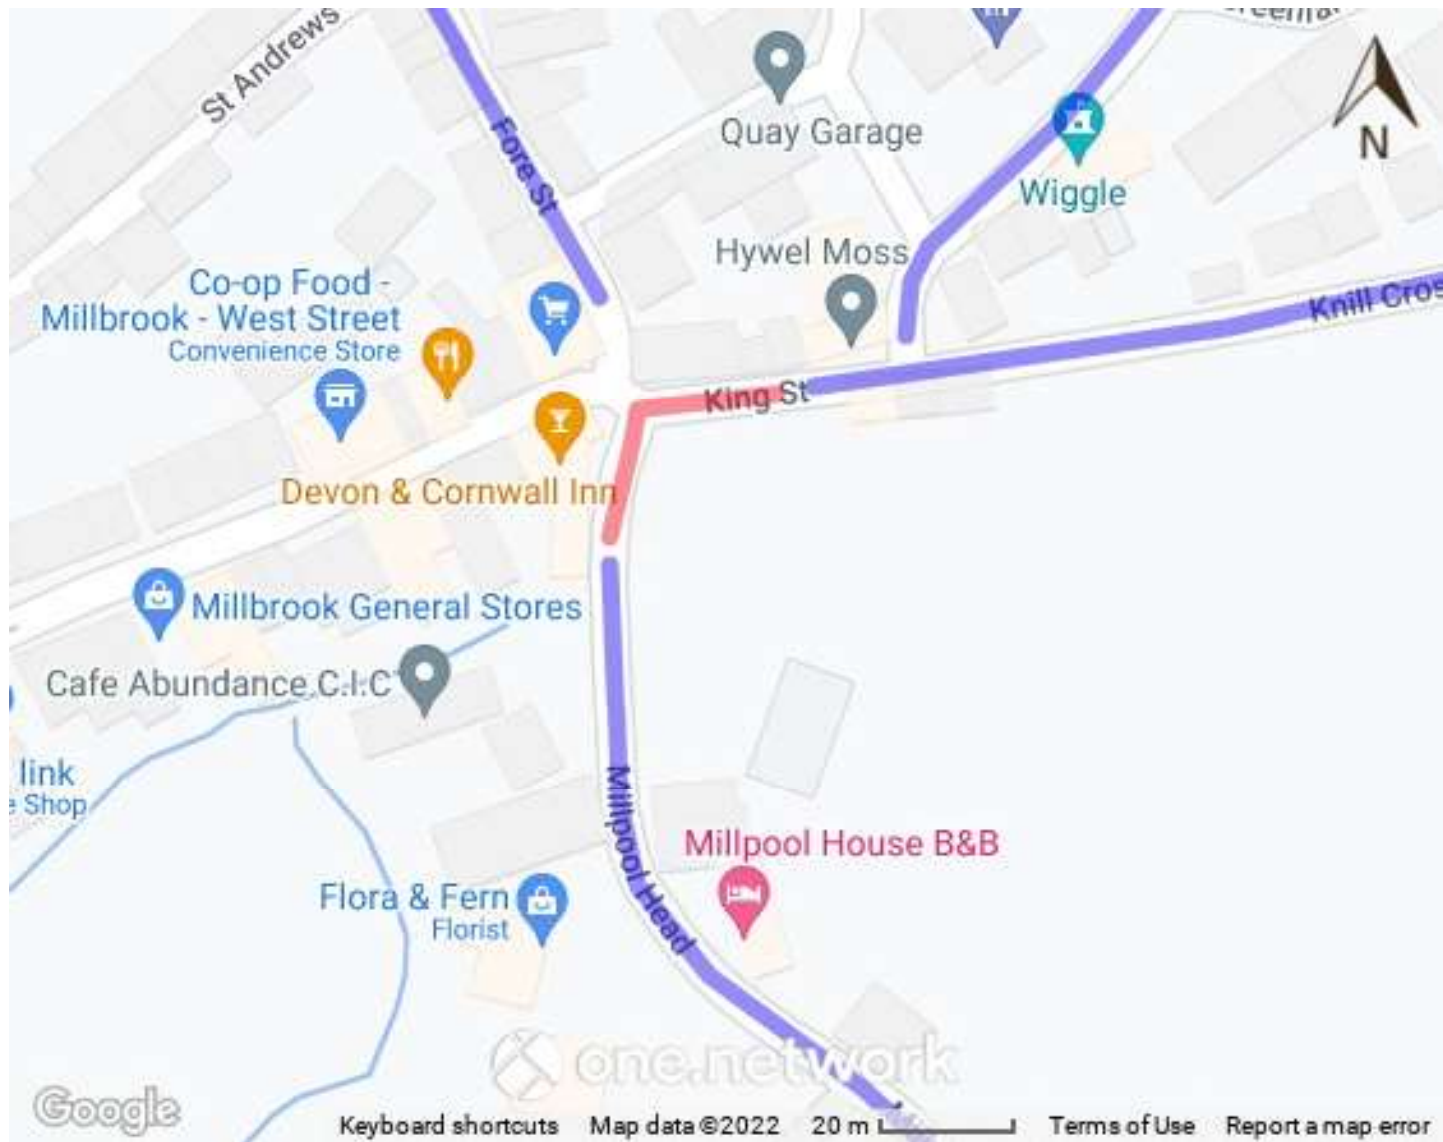 St Andrews
Fore St
Quay Garage
N
Wiggle
Hywel Moss
Co-op Food -
Millbrook - West Street
Convenience Store
Knill Cros
King St
Devon & Cornwall Inn
Millbrook General Stores
Cafe Abundance C.I.C
link
e Shop
Millpool Head
Millpool House B&B
Flora & Fern
Florist
one.network
Google
Keyboard shortcuts Map data ©2022 20 m Terms of Use Report a map error